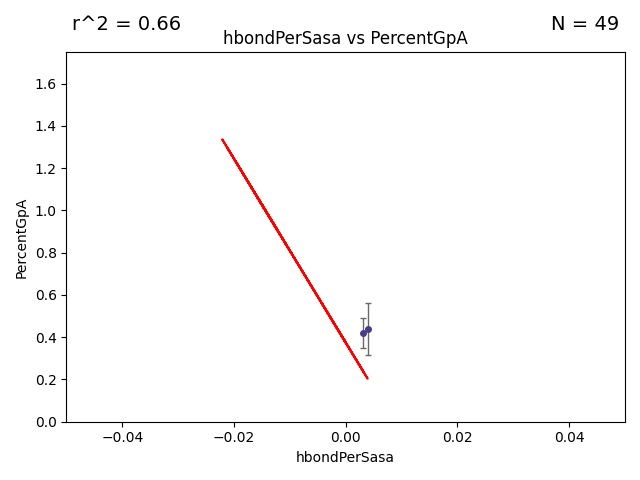 r^2 = 0.66
N = 49
hbondPerSasa vs PercentGpA
1.6
1.4
1.2
1.0
0.8
0.6
0.4
0.2
0.0
PercentGpA
−0.04
−0.02
0.00
0.02
0.04
hbondPerSasa